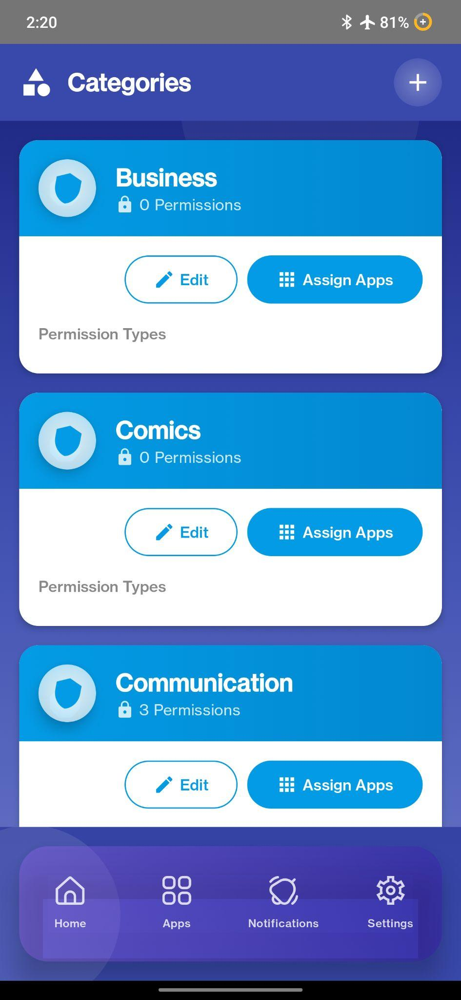 2:20
81%
Categories
Business
0 Permissions
Edit
Assign Apps
Permission Types
Comics
0 Permissions
Edit
Assign Apps
Permission Types
Communication
3 Permissions
Edit
Assign Apps
Home
Apps
Notifications
Settings